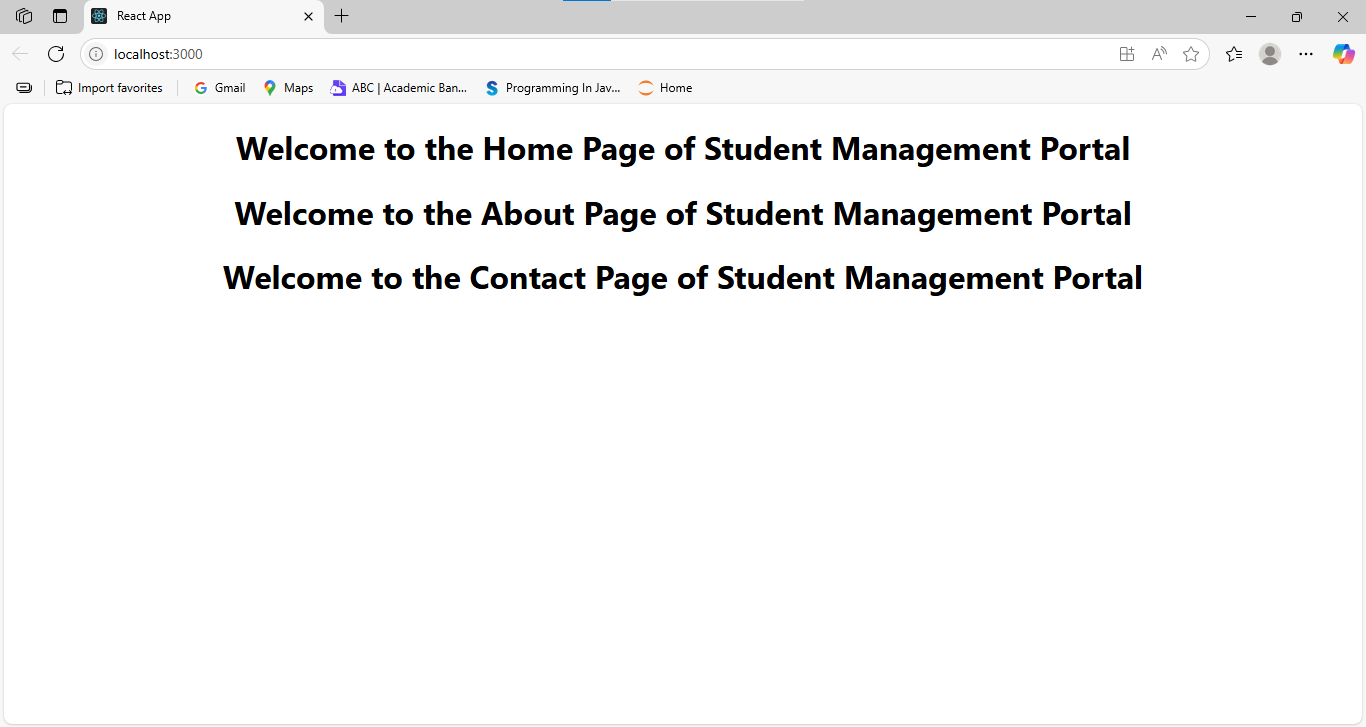 React App
localhost:3000
Import favorites
Gmail
Maps
ABC | Academic Ban...
Programming In Jav...
Home
Welcome to the Home Page of Student Management Portal
Welcome to the About Page of Student Management Portal
Welcome to the Contact Page of Student Management Portal